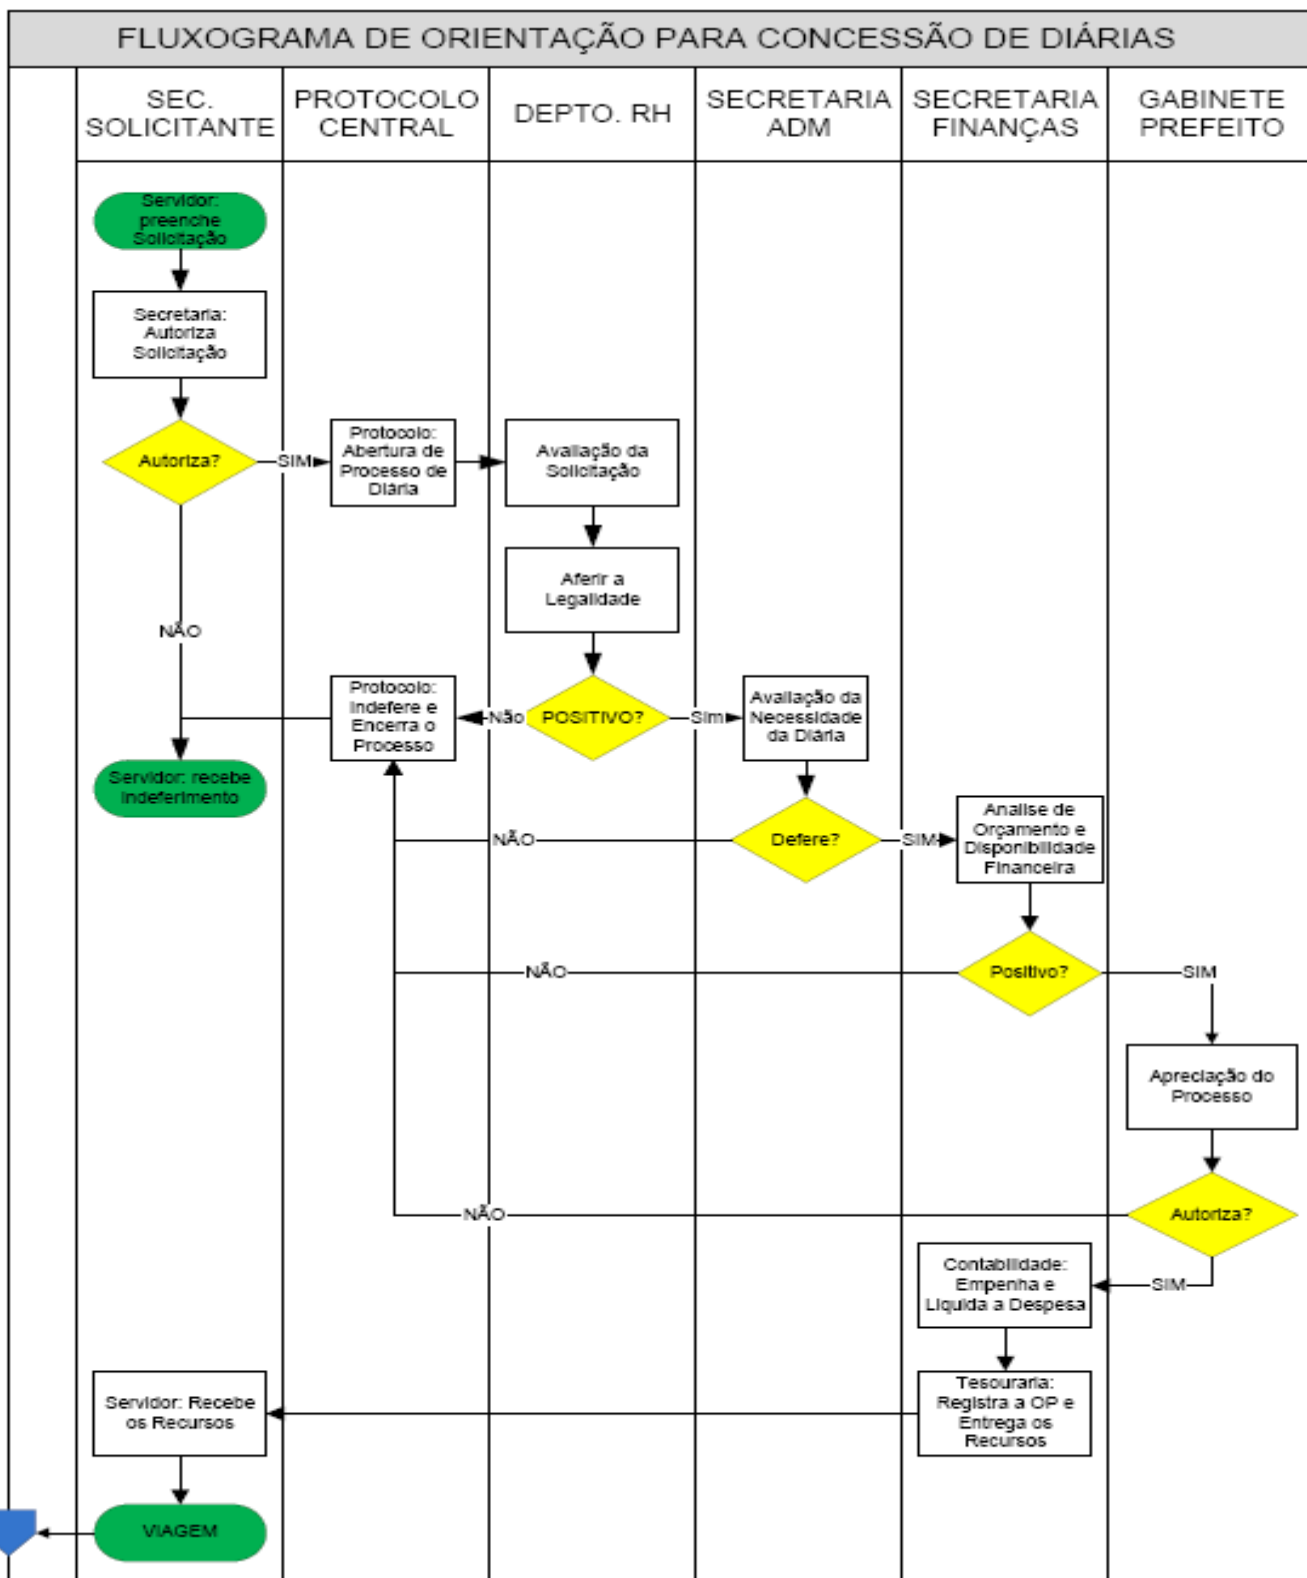 FLUXOGRAMA DE ORIENTAÇÃO PARA CONCESSÃO DE DIÁRIAS
SEC.
SOLICITANTE
PROTOCOLO
CENTRAL
DEPTO. RH
SECRETARIA
ADM
SECRETARIA
FINANÇAS
GABINETE
PREFEITO
Servidor:
preenche
Solicitação
Secretaria:
Autoriza
Solicitação
Autoriza?
SIM
Protocolo:
Abertura de
Processo de
Diária
Avaliação da
Solicitação
Aferir a
Legalidade
NÃO
Protocolo:
Indefere e
Encerra o
Processo
Não
POSITIVO?
Sim
Avaliação da
Necessidade
da Diária
Servidor: recebe
Indeferimento
NÃO
Defere?
SIM
Analise de
Orçamento e
Disponibilidade
Financeira
NÃO
Positivo?
SIM
Apreciação do
Processo
NÃO
Autoriza?
Contabilidade:
Empenha e
Liquida a Despesa
SIM
Servidor: Recebe
os Recursos
Tesouraria:
Registra a OP e
Entrega os
Recursos
VIAGEM